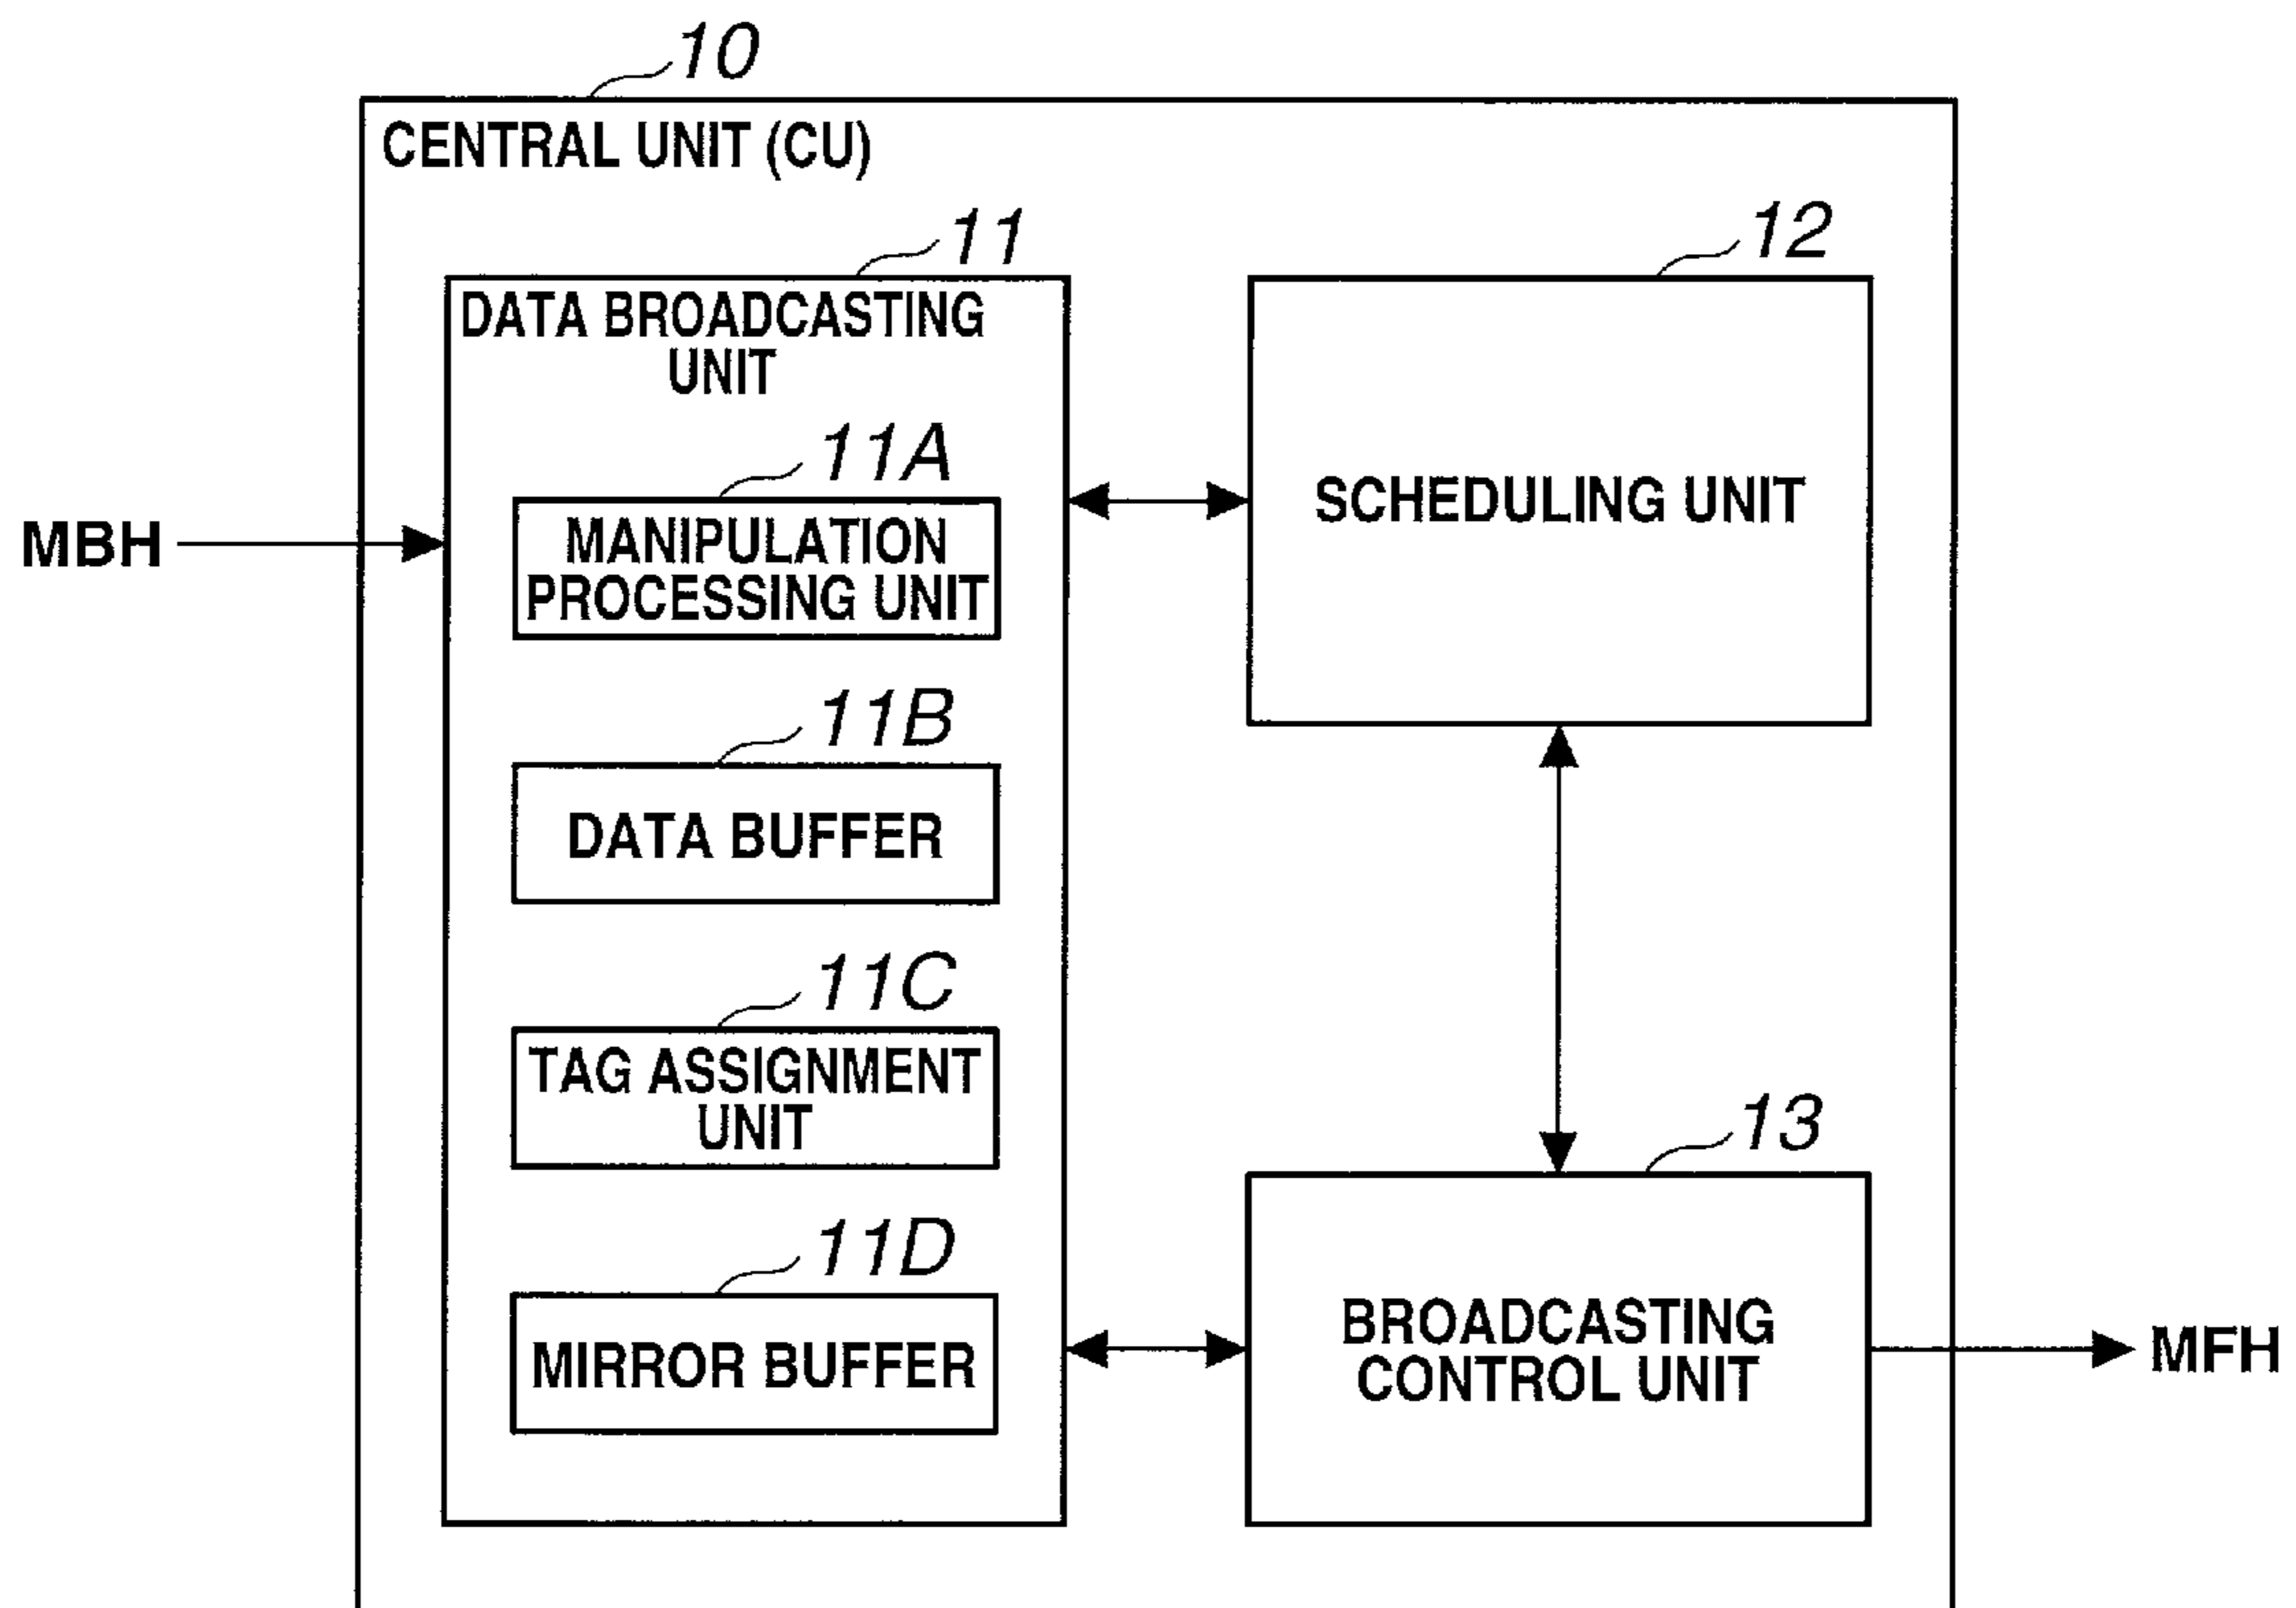 10
CENTRAL UNIT (CU)
11
DATA BROADCASTING
UNIT
11A
MANIPULATION
PROCESSING UNIT
11B
DATA BUFFER
11C
TAG ASSIGNMENT
UNIT
11D
MIRROR BUFFER
12
SCHEDULING UNIT
13
BROADCASTING
CONTROL UNIT
MBH
MFH